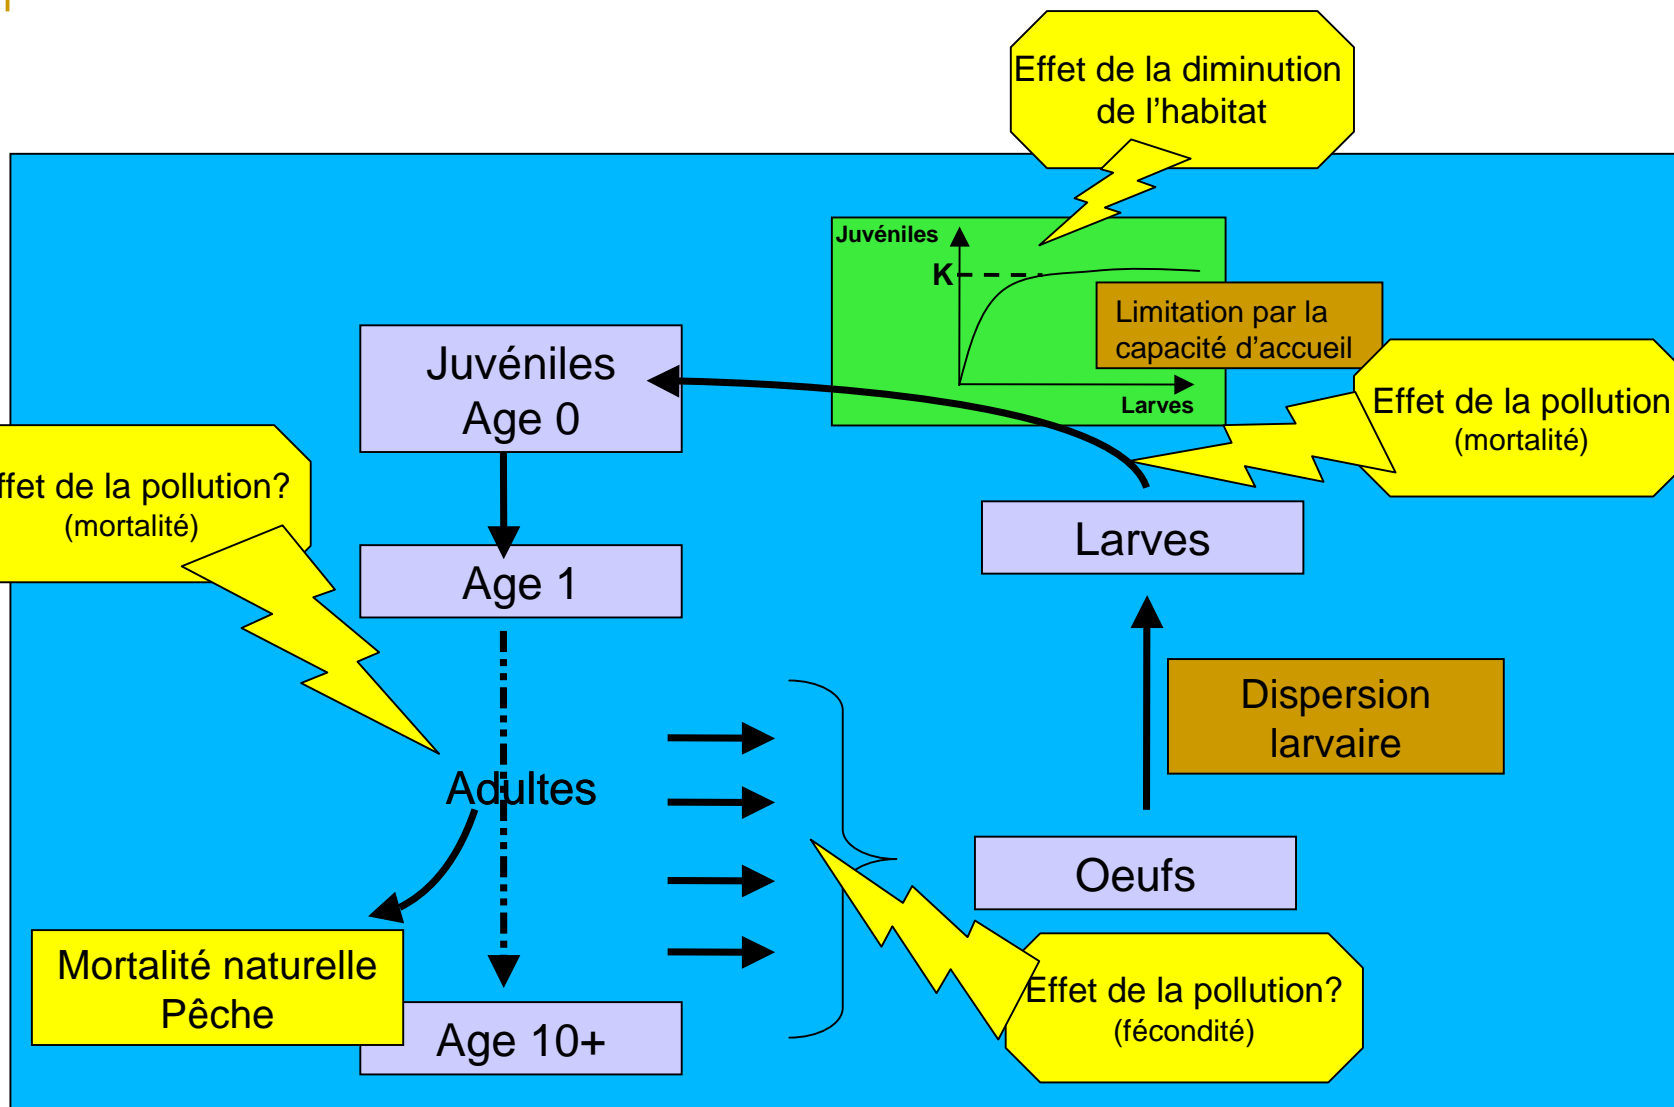 Effet de la diminution
de l'habitat
Juvéniles
K
Larves
Limitation par la
capacité d'accueil
Effet de la pollution
(mortalité)
Juvéniles
Age 0
ffet de la pollution?
(mortalité)
Age 1
Larves
Dispersion
larvaire
Adultes
Oeufs
Mortalité naturelle
Pêche
Age 10+
Effet de la pollution?
(fécondité)